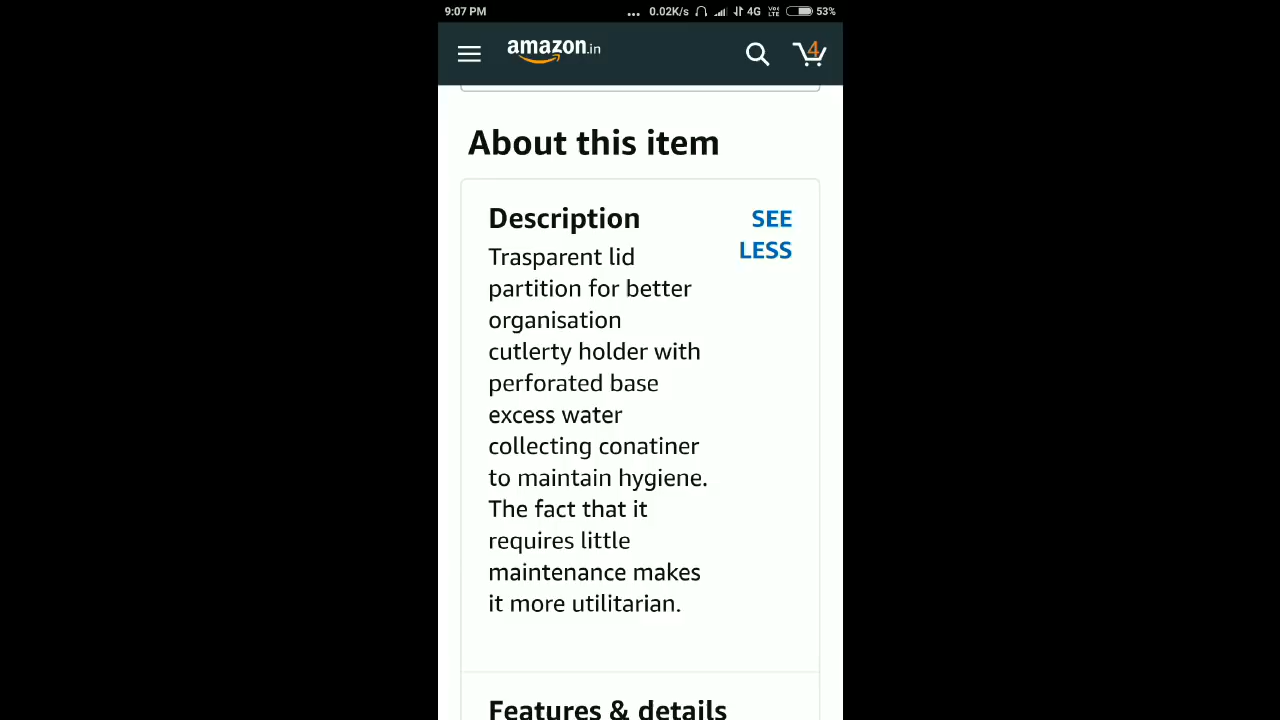 9:07 PM ... 0.02K/s 4G VoLTE 53%
amazon.in 4
About this item
Description SEE
LESS
Trasparent lid
partition for better
organisation
cutlerty holder with
perforated base
excess water
collecting conatiner
to maintain hygiene.
The fact that it
requires little
maintenance makes
it more utilitarian.
Features & details